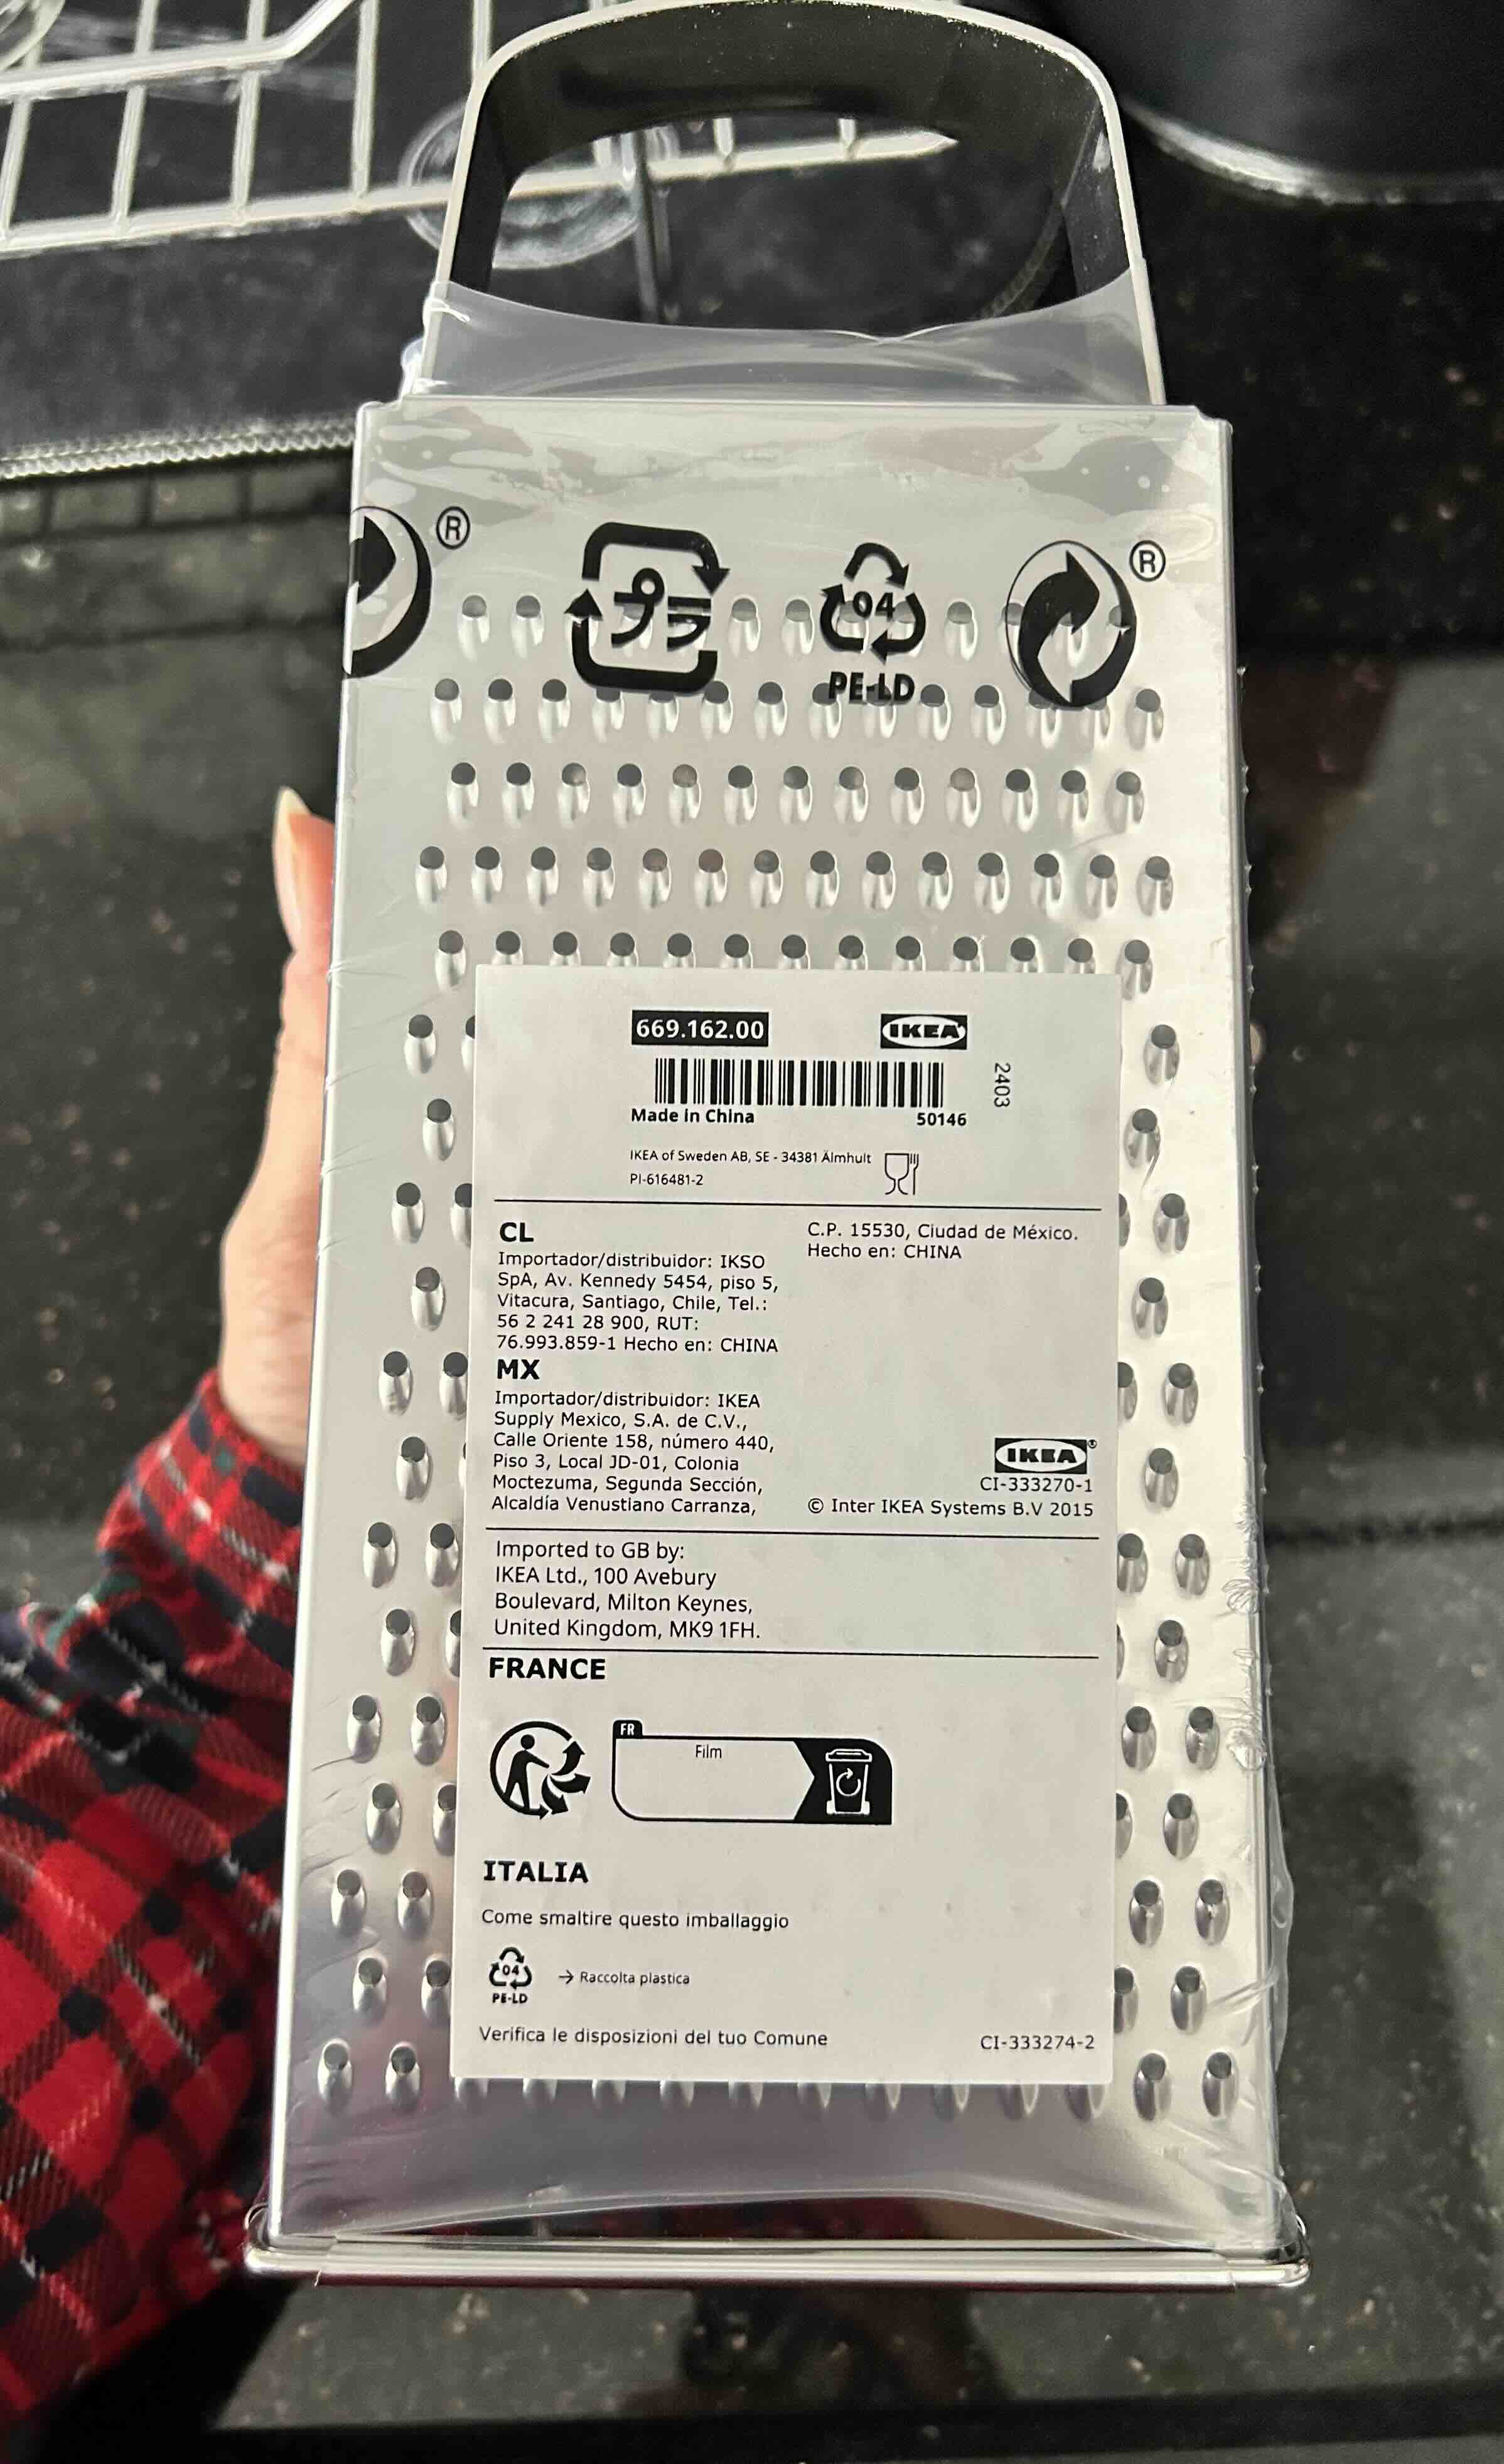 ®
プラ
04
PE-LD
®
669.162.00
IKEA
2403
Made in China
50146
IKEA of Sweden AB, SE - 34381 Älmhult
PI-616481-2
CL
Importador/distribuidor: IKSO
SpA, Av. Kennedy 5454, piso 5,
Vitacura, Santiago, Chile, Tel.:
56 2 241 28 900, RUT:
76.993.859-1 Hecho en: CHINA
MX
Importador/distribuidor: IKEA
Supply Mexico, S.A. de C.V.,
Calle Oriente 158, número 440,
Piso 3, Local JD-01, Colonia
Moctezuma, Segunda Sección,
Alcaldía Venustiano Carranza,
C.P. 15530, Ciudad de México.
Hecho en: CHINA
IKEA®
CI-333270-1
© Inter IKEA Systems B.V 2015
Imported to GB by:
IKEA Ltd., 100 Avebury
Boulevard, Milton Keynes,
United Kingdom, MK9 1FH.
FRANCE
FR
Film
ITALIA
Come smaltire questo imballaggio
04
PE-LD
→ Raccolta plastica
Verifica le disposizioni del tuo Comune
CI-333274-2